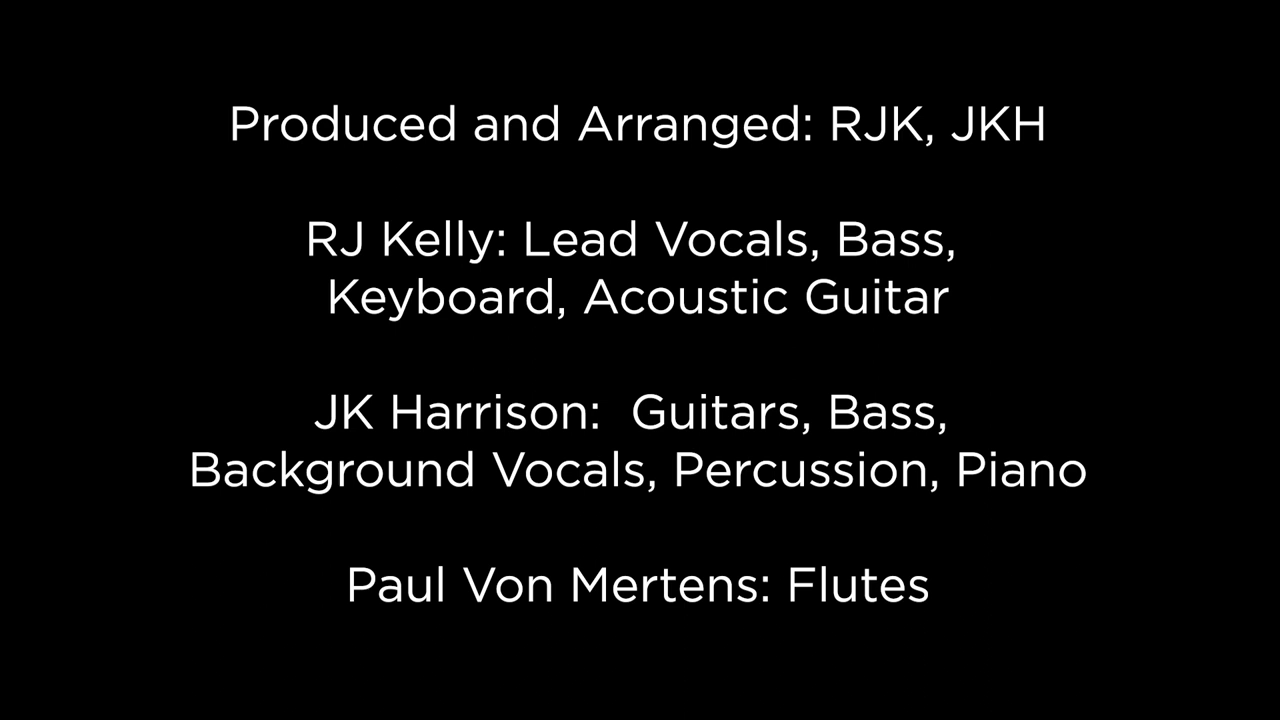 Produced and Arranged: RJK, JKH
RJ Kelly: Lead Vocals, Bass,
Keyboard, Acoustic Guitar
JK Harrison:  Guitars, Bass,
Background Vocals, Percussion, Piano
Paul Von Mertens: Flutes